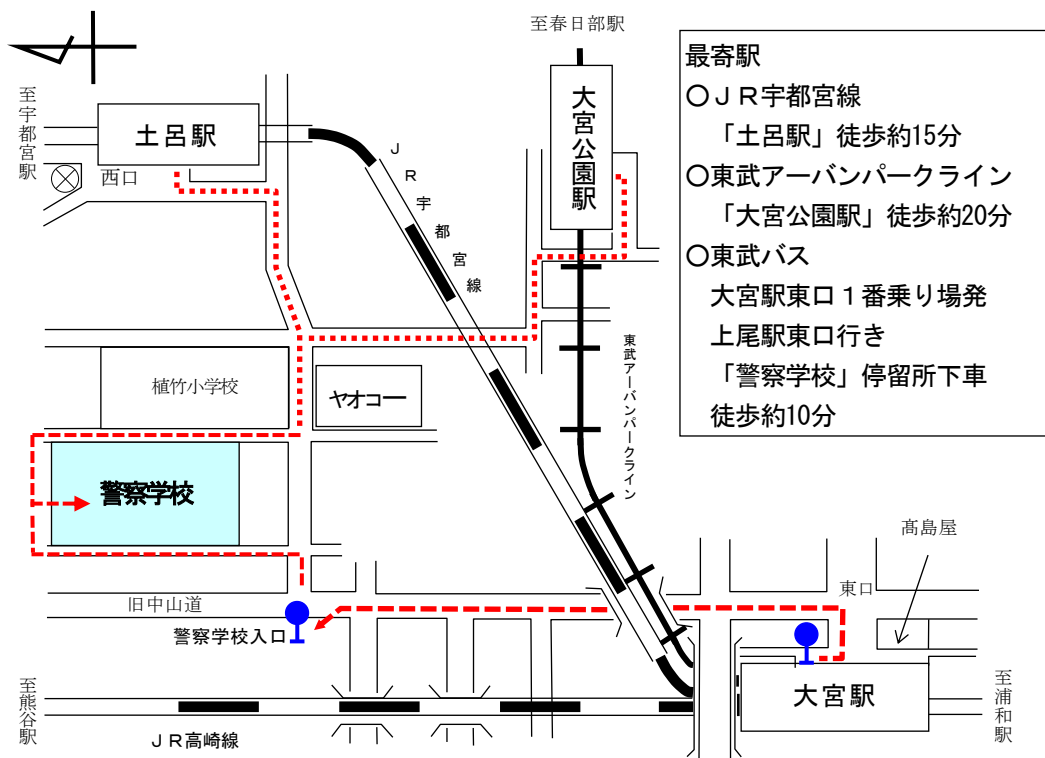 至春日部駅
最寄駅
○ＪＲ宇都宮線
「土呂駅」徒歩約15分
○東武アーバンパークライン
「大宮公園駅」徒歩約20分
○東武バス
大宮駅東口１番乗り場発
上尾駅東口行き
「警察学校」停留所下車
徒歩約10分
至宇都宮駅
土呂駅
西口
大宮公園駅
ＪＲ宇都宮線
東武アーバンパークライン
植竹小学校
ヤオコー
警察学校
旧中山道
警察学校入口
髙島屋
東口
大宮駅
至浦和駅
至熊谷駅
ＪＲ高崎線